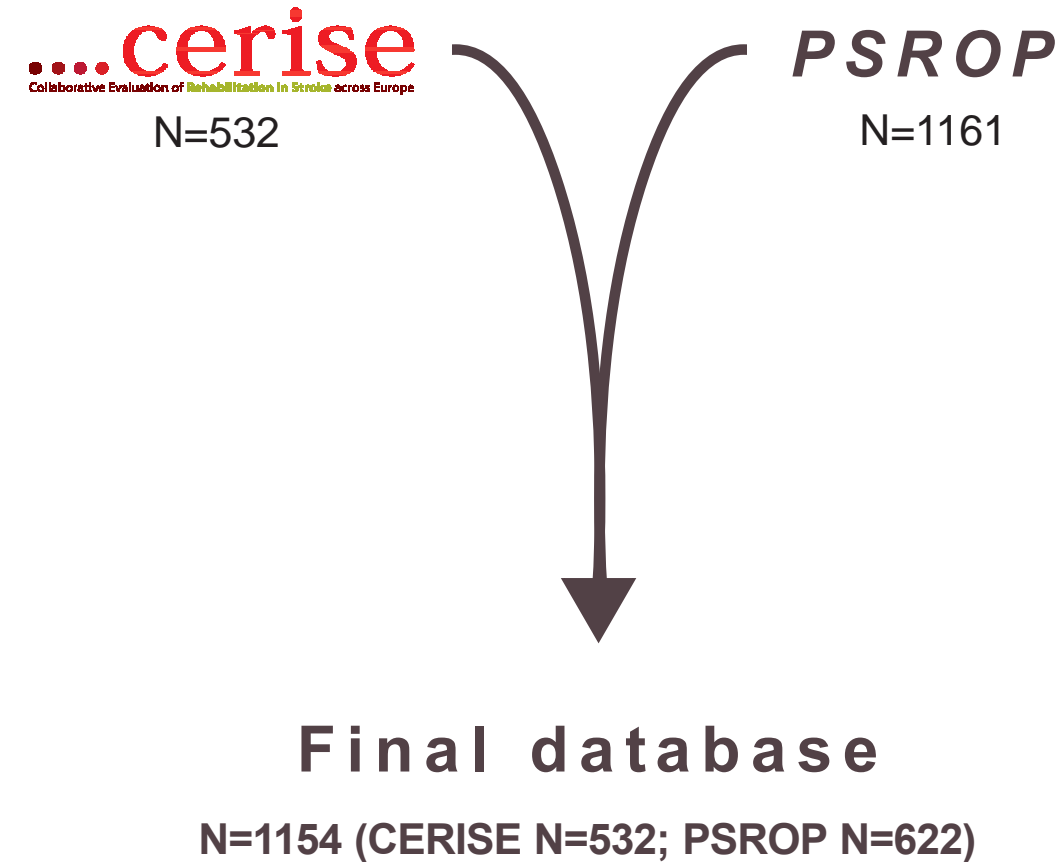 ....cerise
Collaborative Evaluation of Rehabilitation in Stroke across Europe
N=532
PSROP
N=1161
Final database
N=1154 (CERISE N=532; PSROP N=622)